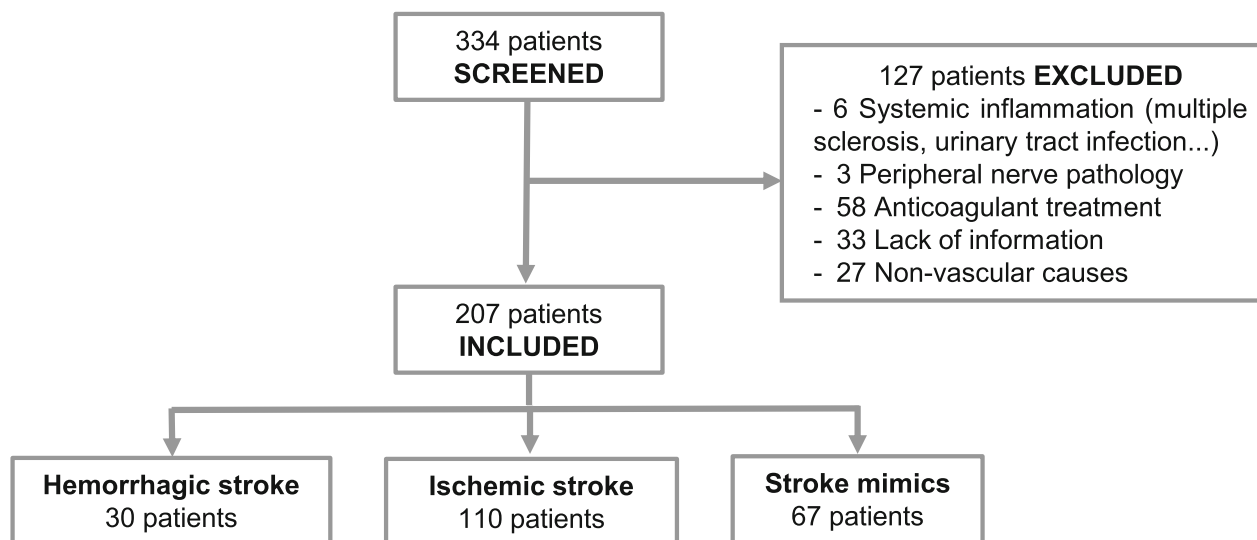 334 patients
SCREENED
127 patients EXCLUDED
- 6 Systemic inflammation (multiple
sclerosis, urinary tract infection...)
- 3 Peripheral nerve pathology
- 58 Anticoagulant treatment
- 33 Lack of information
- 27 Non-vascular causes
207 patients
INCLUDED
Hemorrhagic stroke
30 patients
Ischemic stroke
110 patients
Stroke mimics
67 patients